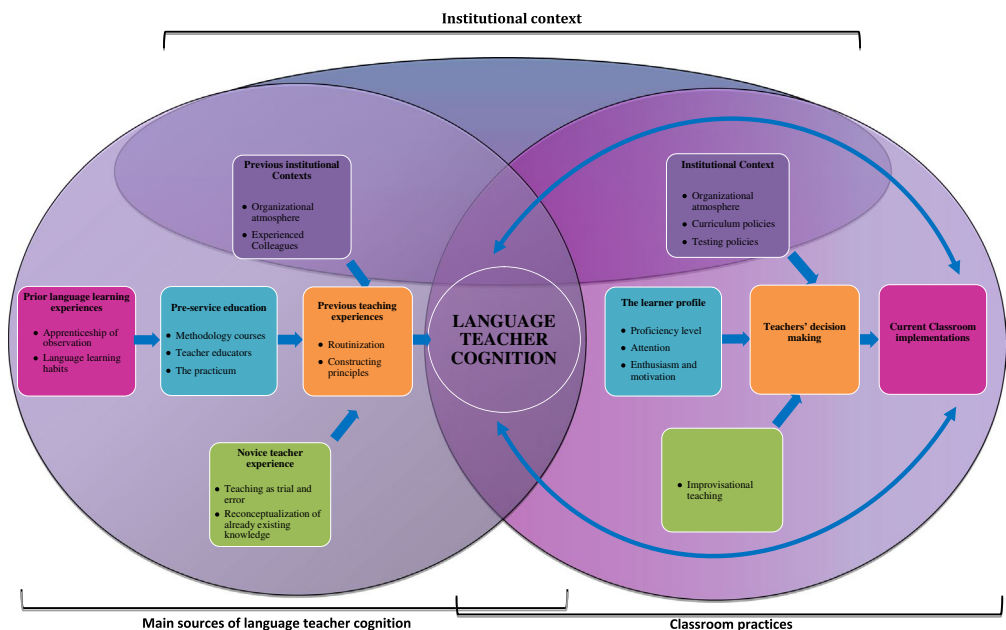 Institutional context
Previous institutional
Contexts
• Organizational
atmosphere
• Experienced
Colleagues
Institutional Context
• Organizational
atmosphere
• Curriculum policies
• Testing policies
Prior language learning
experiences
• Apprenticeship of
observation
• Language learning
habits
Pre-service education
• Methodology courses
• Teacher educators
• The practicum
Previous teaching
experiences
• Routinization
• Constructing
principles
LANGUAGE
TEACHER
COGNITION
The learner profile
• Proficiency level
• Attention
• Enthusiasm and
motivation
Teachers' decision
making
Current Classroom
implementations
Novice teacher
experience
• Teaching as trial and
error
• Reconceptualization of
already existing
knowledge
• Improvisational
teaching
Main sources of language teacher cognition
Classroom practices